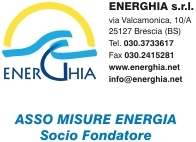 ENERGHIA
ENERGHIA s.r.l.
via Valcamonica, 10/A
25127 Brescia (BS)
Tel. 030.3733617
Fax 030.2415281
www.energhia.net
info@energhia.net
ASSO MISURE ENERGIA
Socio Fondatore